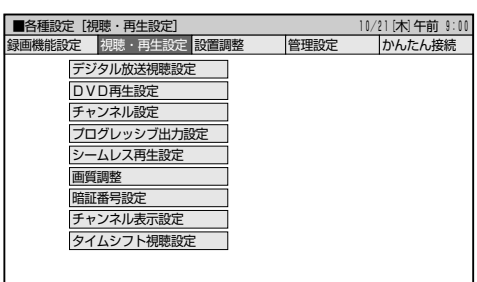 ■各種設定 [視聴・再生設定] 10/21[木]午前 9:00
録画機能設定 視聴・再生設定 設置調整 管理設定 かんたん接続
デジタル放送視聴設定
DVD再生設定
チャンネル設定
プログレッシブ出力設定
シームレス再生設定
画質調整
暗証番号設定
チャンネル表示設定
タイムシフト視聴設定